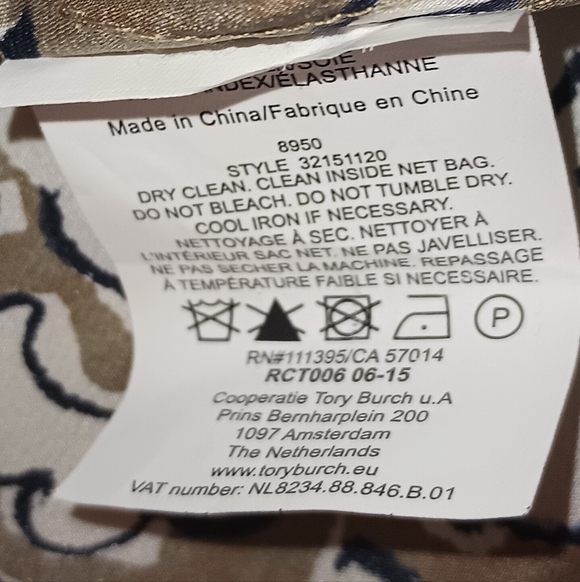 SOIE
DEX/ÉLASTHANNE
Made in China/Fabrique en Chine
8950
STYLE 32151120
DRY CLEAN. CLEAN INSIDE NET BAG.
DO NOT BLEACH. DO NOT TUMBLE DRY.
COOL IRON IF NECESSARY.
NETTOYAGE À SEC. NETTOYER À
L'INTÉRIEUR SAC NET. NE PAS JAVELLISER.
NE PAS SECHER LA MACHINE. REPASSAGE
À TEMPÉRATURE FAIBLE SI NECESSAIRE.
P
RN#111395/CA 57014
RCT006 06-15
Cooperatie Tory Burch u.A
Prins Bernharplein 200
1097 Amsterdam
The Netherlands
www.toryburch.eu
VAT number: NL8234.88.846.B.01